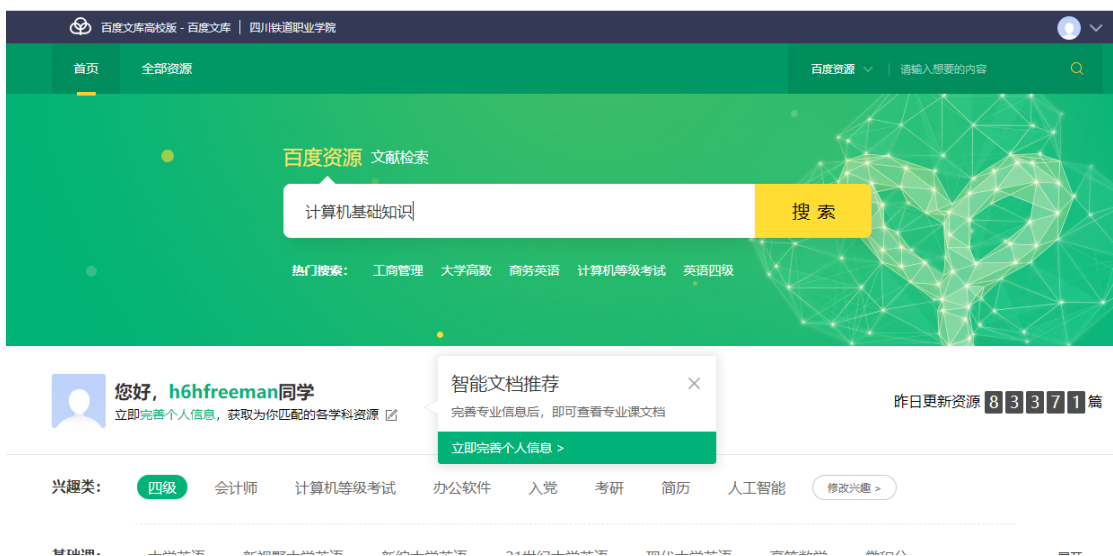 百度文库高校版 - 百度文库 | 四川铁道职业学院
首页 全部资源 百度资源 请输入想要的内容
百度资源 文献检索
计算机基础知识 搜 索
热门搜索： 工商管理 大学高数 商务英语 计算机等级考试 英语四级
您好，h6hfreeman同学
立即完善个人信息，获取为你匹配的各学科资源
智能文档推荐
完善专业信息后，即可查看专业课文档
立即完善个人信息 >
昨日更新资源 8 3 3 7 1 篇
兴趣类： 四级 会计师 计算机等级考试 办公软件 入党 考研 简历 人工智能 修改兴趣 >